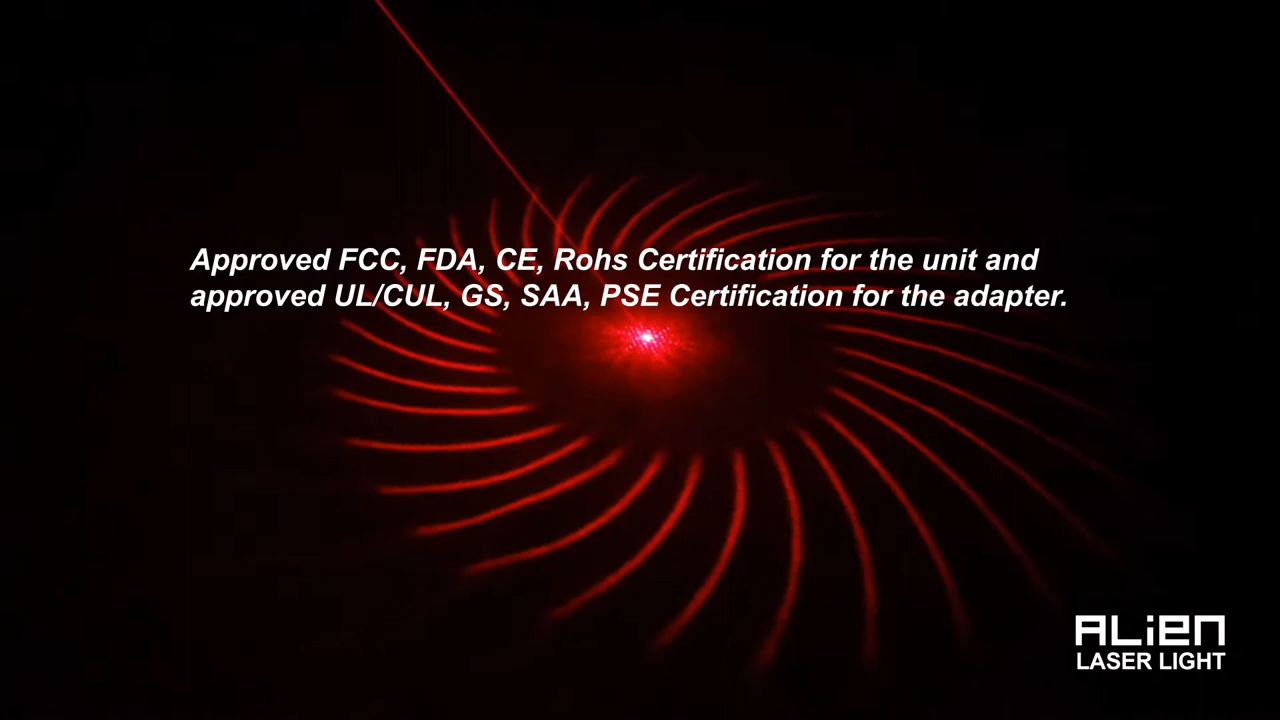 Approved FCC, FDA, CE, Rohs Certification for the unit and
approved UL/CUL, GS, SAA, PSE Certification for the adapter.
ALiEN
LASER LIGHT